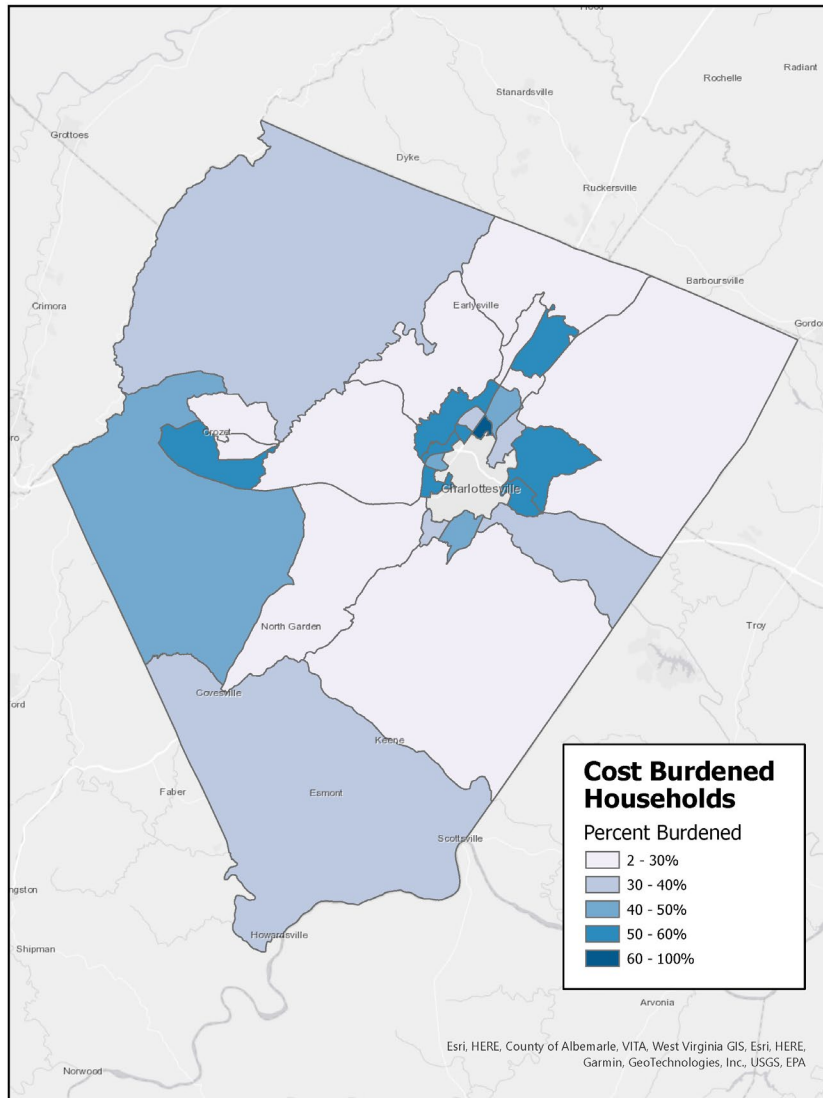 Radiant
Rochelle
Stanardsville
Grottoes
Dyke
Ruckersville
Barboursville
Crimora
Earlysville
Crozet
Charlottesville
North Garden
Troy
Covesville
Keene
Faber
Esmont
Scottsville
Howardsville
Shipman
Arvonia
Norwood
Cost Burdened
Households
Percent Burdened
2 - 30%
30 - 40%
40 - 50%
50 - 60%
60 - 100%
Esri, HERE, County of Albemarle, VITA, West Virginia GIS, Esri, HERE,
Garmin, GeoTechnologies, Inc., USGS, EPA